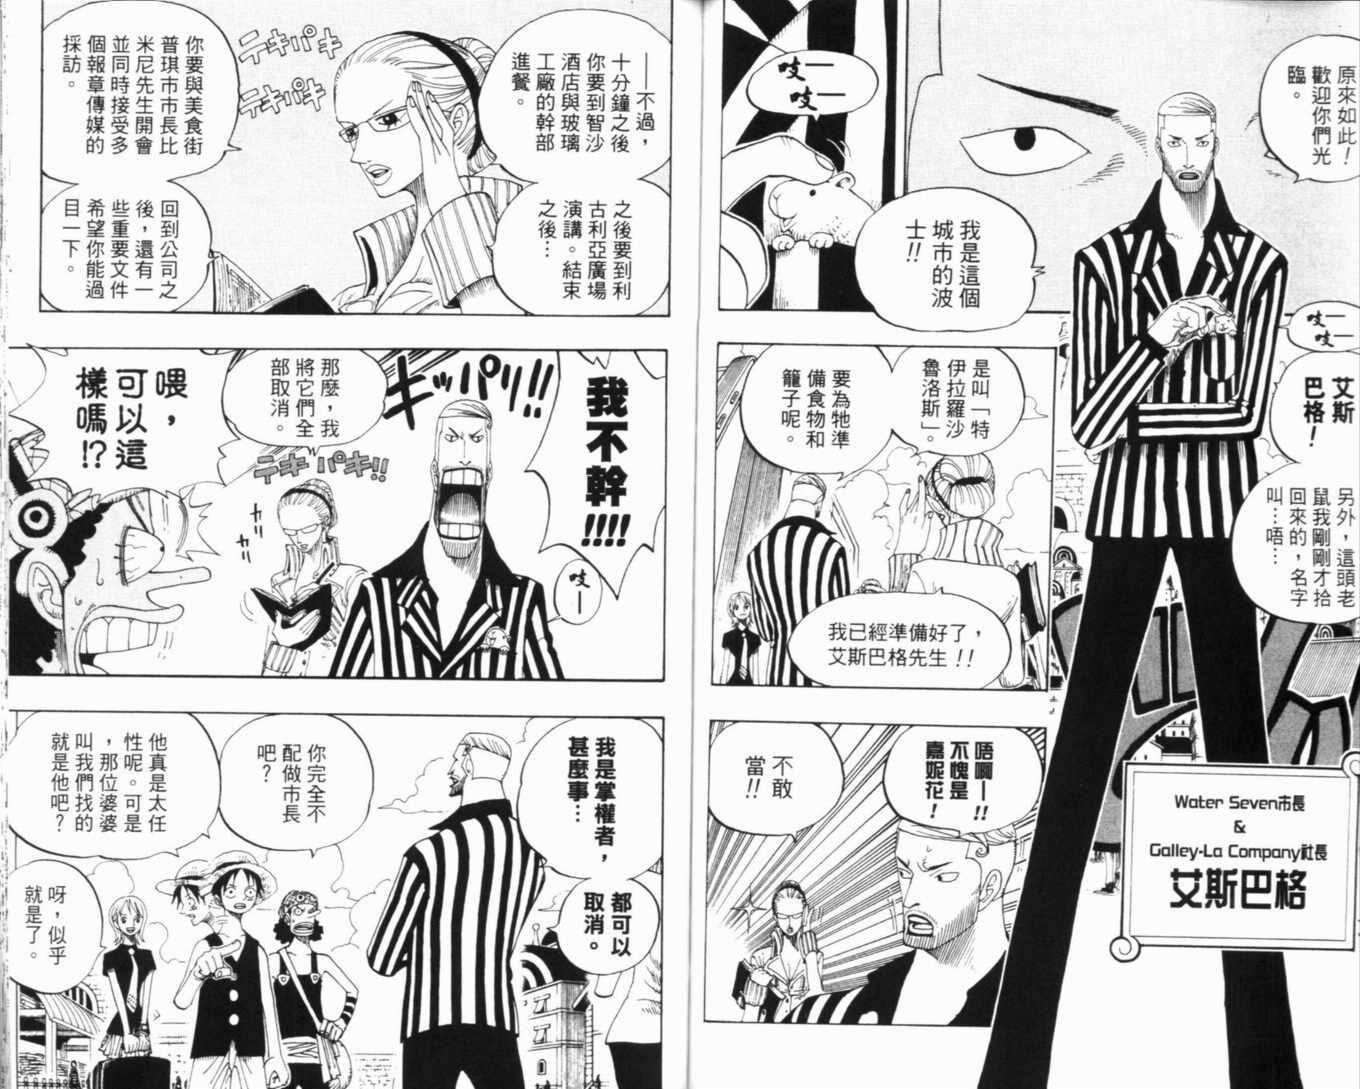 原來如此！
歡迎你們光
臨。
吱—
吱—
我是這個
城市的波
士!!
吱—
吱—
艾斯
巴格！
另外，這頭老
鼠我剛剛才拾
回來的，名字
叫…唔…
是叫「特
伊拉羅沙
魯洛斯」。
要為牠準
備食物和
籠子呢。
我已經準備好了，
艾斯巴格先生!!
唔啊—!!
不愧是
嘉妮花！
不敢
當!!
Water Seven市長
&
Galley-La Company社長
艾斯巴格
——不過，
十分鐘之後
你要到智沙
酒店與玻璃
工廠的幹部
進餐。
之後要到利
古利亞廣場
演講。結束
之後…
テキパキ
テキパキ
你要與美食街
普琪市市長比
米尼先生開會
並同時接受多
個報章傳媒的
採訪。
回到公司之
後，還有一
些重要文件
希望你能過
目一下。
我不幹!!!!
キッパリ!!
吱—
那麼，我
將它們全
部取消。
テキパキ!!
ガガガ
喂，
可以這
樣嗎!?
我是掌權者，
甚麼事…
都可以
取消。
你完全不
配做市長
吧？
他真是太任
性呢。可是
，那位婆婆
叫我們找的
就是他吧？
呀，似乎
就是了。